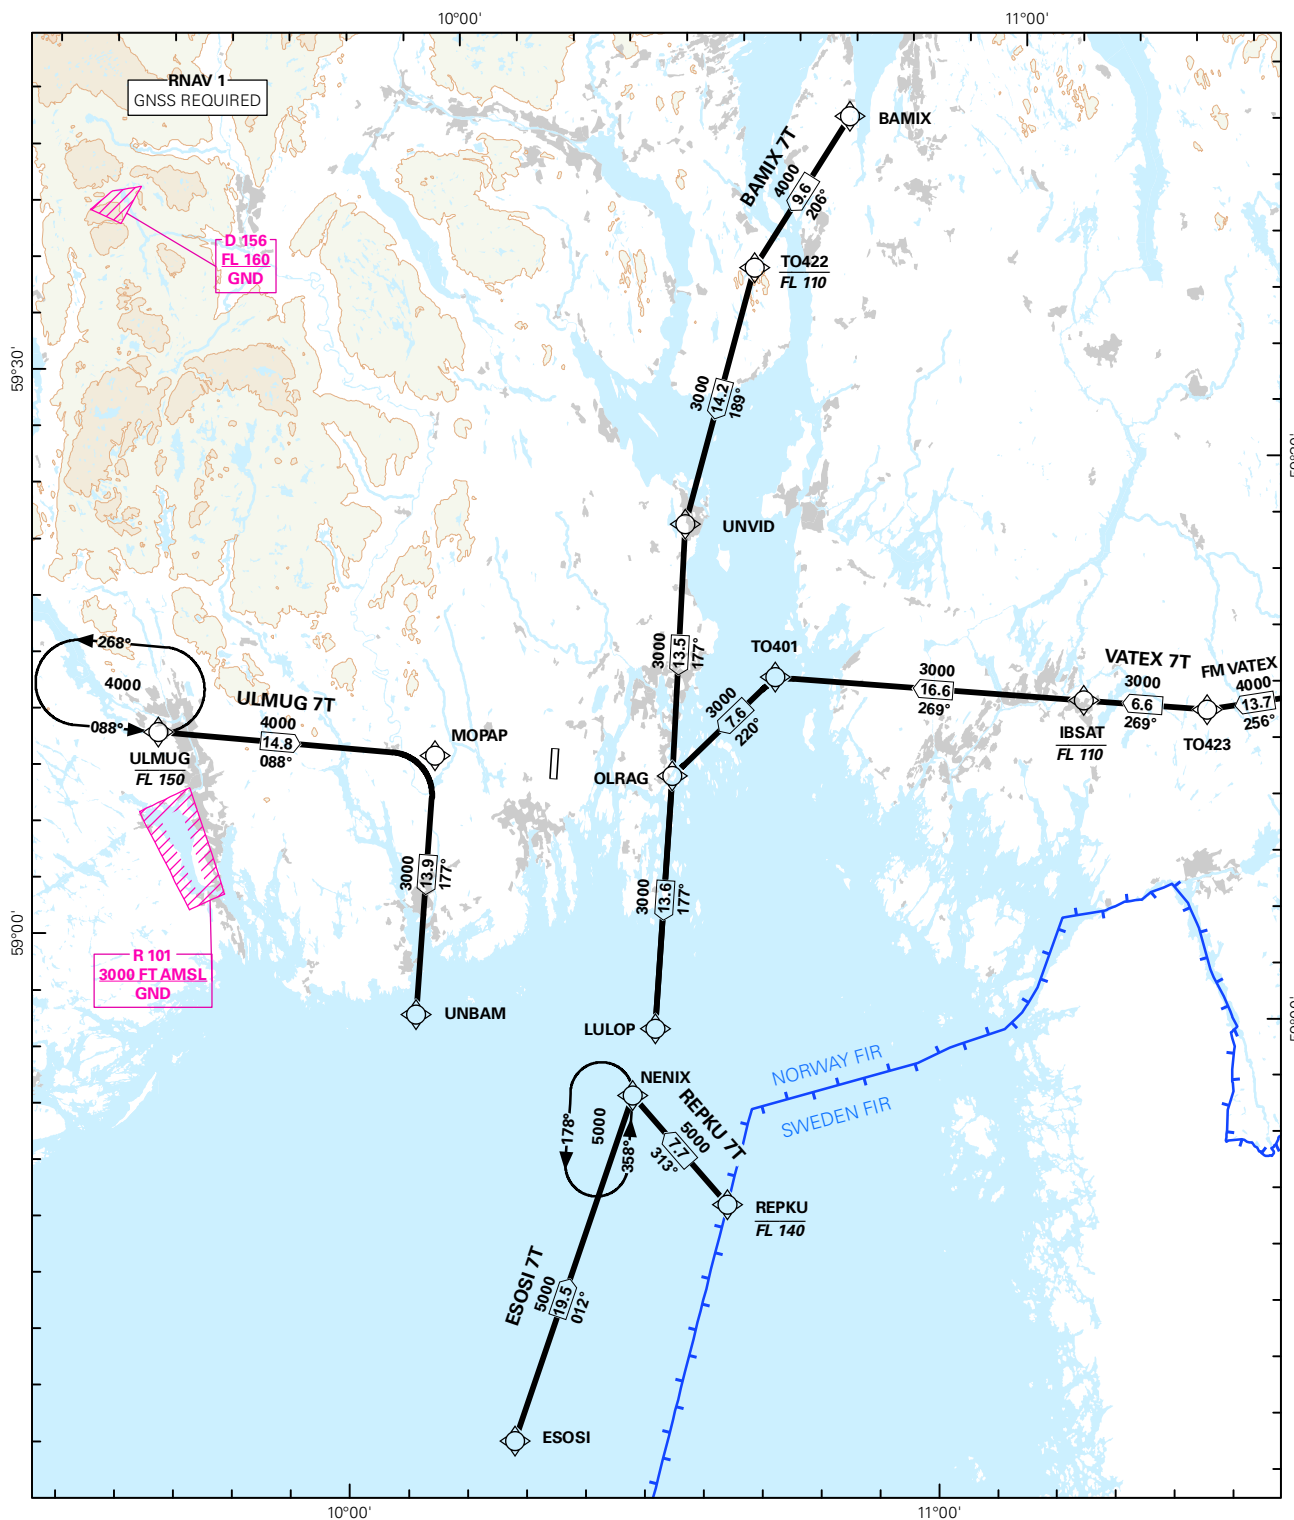 10°00'
11°00'
RNAV 1
GNSS REQUIRED
BAMIX
BAMIX 7T
4000
9.6
206°
D 156
FL 160
GND
TO422
FL 110
59°30'
3000
14.2
189°
UNVID
268°
4000
088°
ULMUG 7T
4000
14.8
088°
ULMUG
FL 150
MOPAP
3000
13.5
177°
TO401
3000
7.6
220°
OLRAG
3000
16.6
269°
VATEX 7T
3000
6.6
269°
FM VATEX
4000
13.7
256°
IBSAT
FL 110
TO423
3000
13.9
177°
3000
13.6
177°
59°00'
R 101
3000 FT AMSL
GND
UNBAM
LULOP
NORWAY FIR
SWEDEN FIR
NENIX
178°
5000
358°
REPKU 7T
5000
7.7
313°
REPKU
FL 140
ESOSI 7T
5000
19.5
012°
ESOSI
10°00'
11°00'